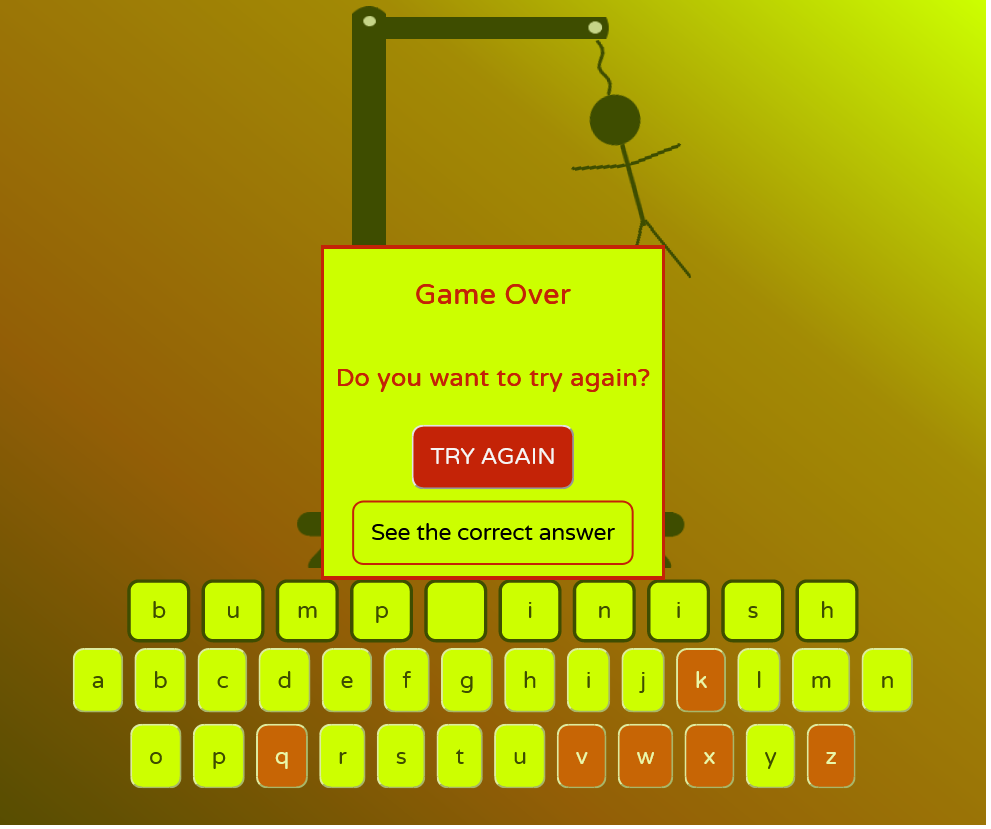 Game Over
Do you want to try again?
TRY AGAIN
See the correct answer
b u m p i n i s h
a b c d e f g h i j k l m n
o p q r s t u v w x y z